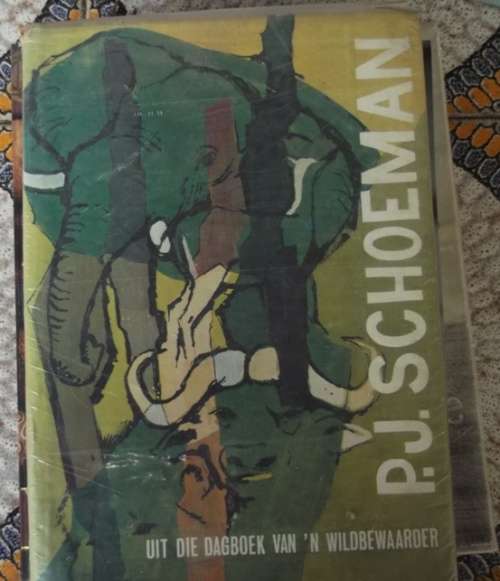 P.J. SCHOEMAN
UIT DIE DAGBOEK VAN 'N WILDBEWAARDER